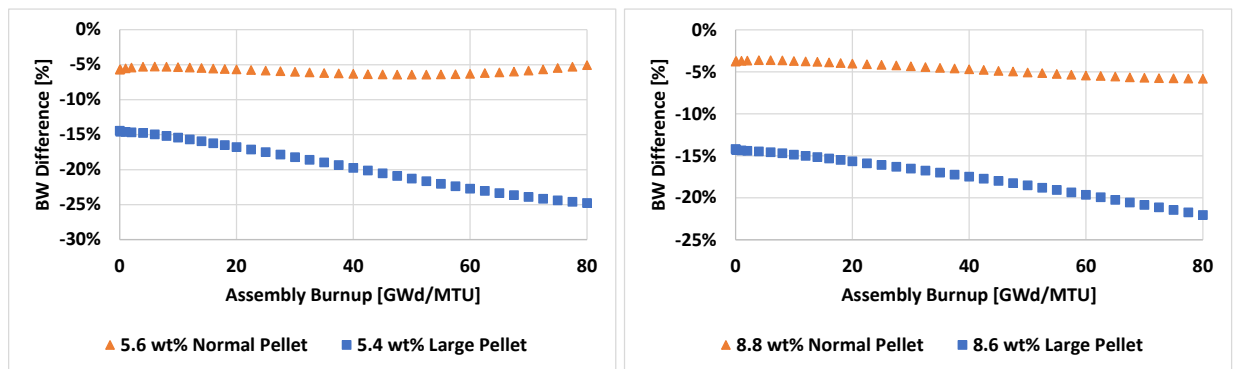 0%
-5%
-10%
-15%
-20%
-25%
-30%
BW Difference [%]
0 20 40 60 80
Assembly Burnup [GWd/MTU]
5.6 wt% Normal Pellet 5.4 wt% Large Pellet
0%
-5%
-10%
-15%
-20%
-25%
BW Difference [%]
0 20 40 60 80
Assembly Burnup [GWd/MTU]
8.8 wt% Normal Pellet 8.6 wt% Large Pellet